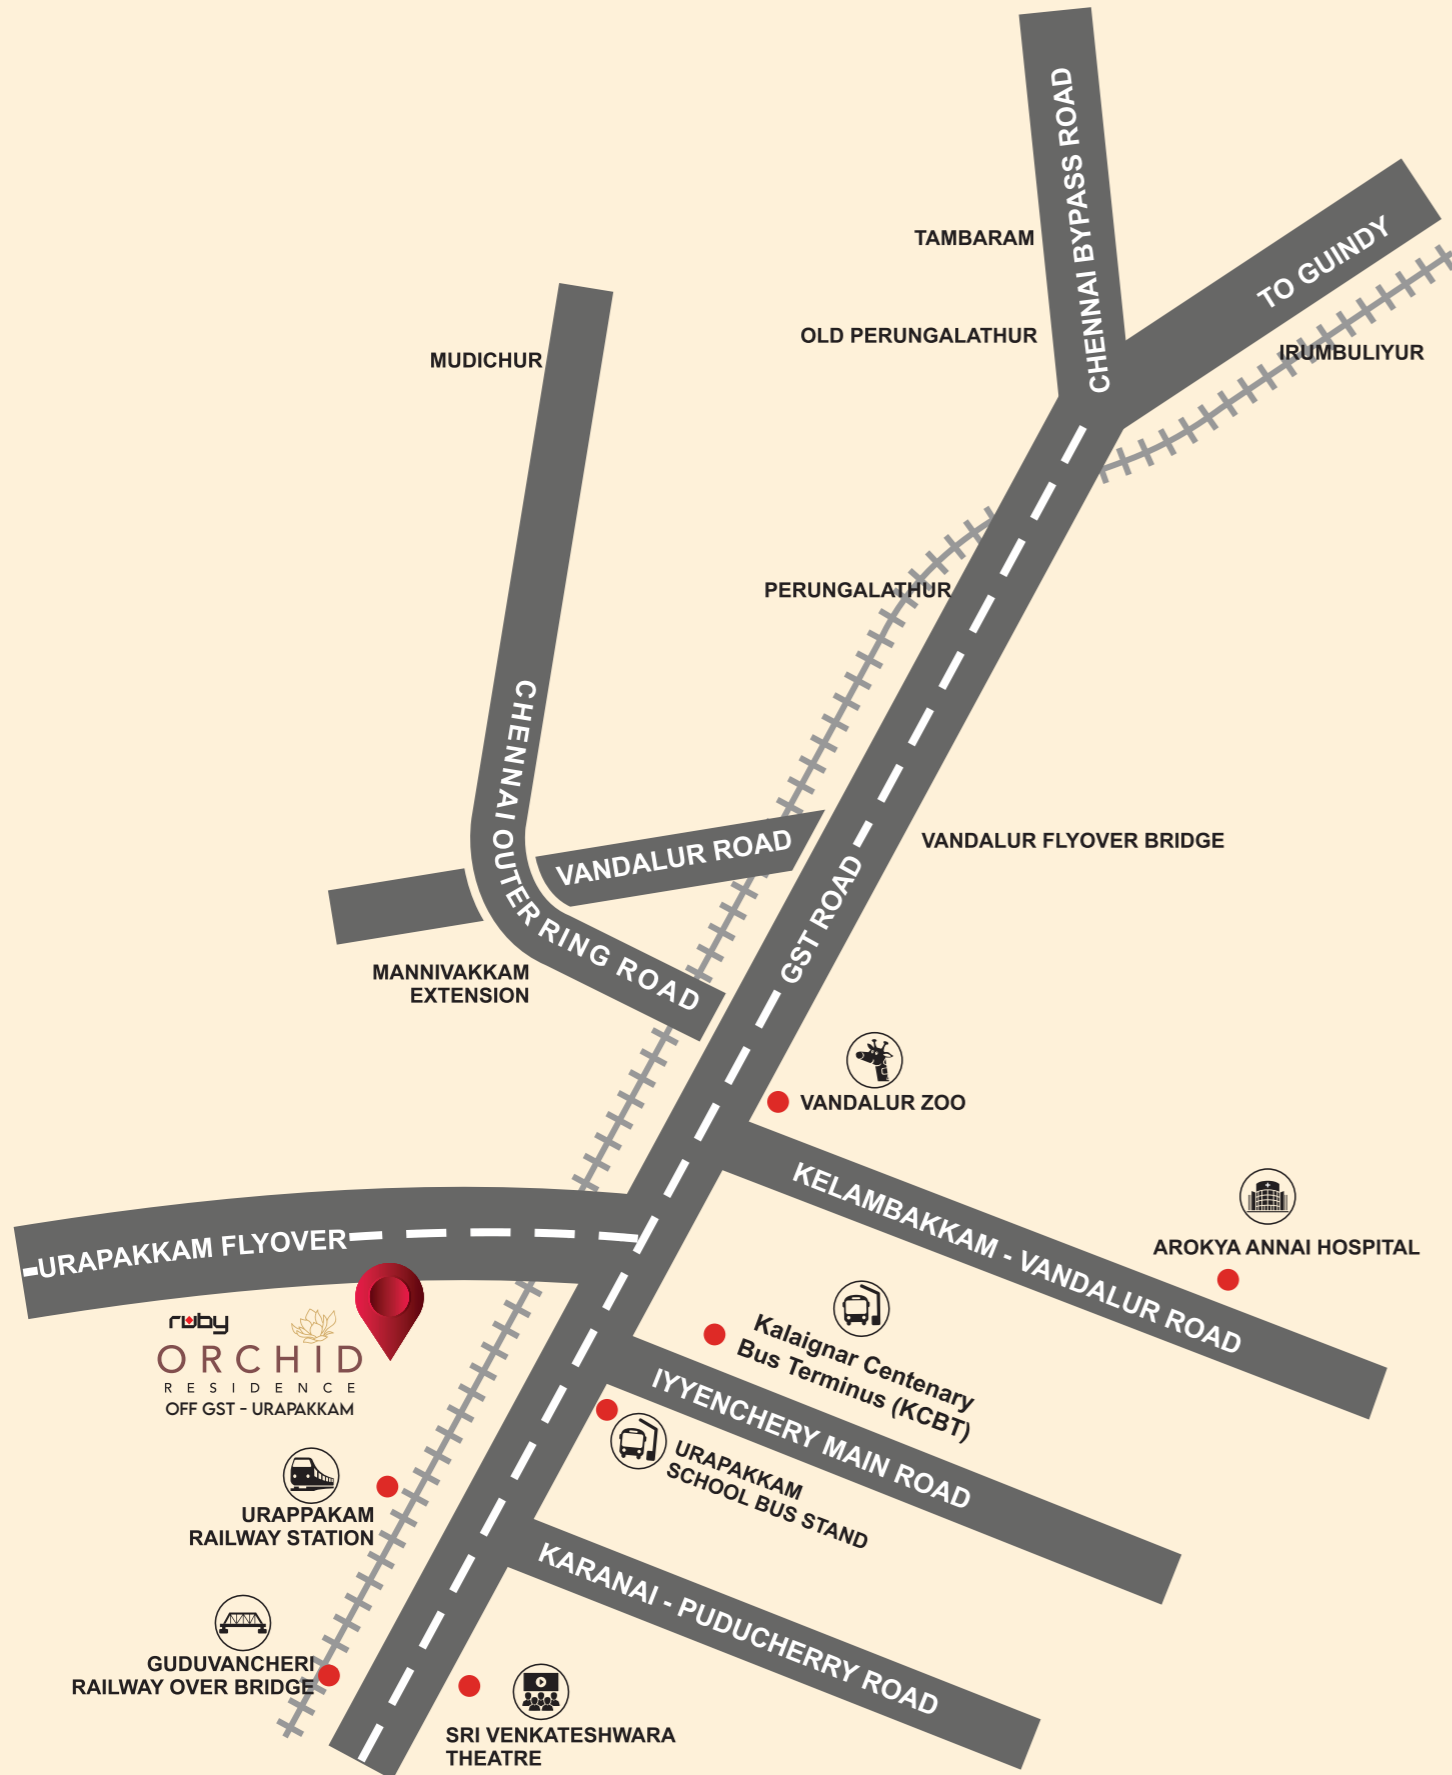 CHENNAI BYPASS ROAD
TO GUINDY
TAMBARAM
OLD PERUNGALATHUR
IRUMBULIYUR
MUDICHUR
PERUNGALATHUR
CHENNAI OUTER RING ROAD
VANDALUR ROAD
VANDALUR FLYOVER BRIDGE
GST ROAD
MANNIVAKKAM
EXTENSION
VANDALUR ZOO
KELAMBAKKAM - VANDALUR ROAD
AROKYA ANNAI HOSPITAL
URAPAKKAM FLYOVER
ruby
ORCHID
RESIDENCE
OFF GST - URAPAKKAM
Kalaignar Centenary
Bus Terminus (KCBT)
IYYENCHERY MAIN ROAD
URAPAKKAM
SCHOOL BUS STAND
URAPPAKAM
RAILWAY STATION
KARANAI - PUDUCHERRY ROAD
GUDUVANCHERI
RAILWAY OVER BRIDGE
SRI VENKATESHWARA
THEATRE